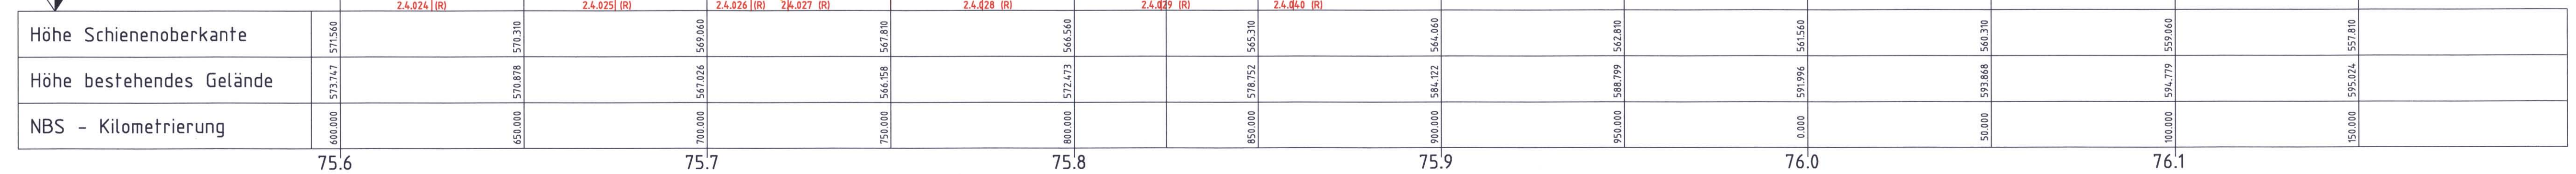 2.4.024 (R) 2.4.025 (R) 2.4.026 (R) 2.4.027 (R) 2.4.028 (R) 2.4.029 (R) 2.4.040 (R)
Höhe Schienenoberkante 571.560 570.310 569.060 567.810 566.560 565.310 564.060 562.810 561.560 560.310 559.060 557.810
Höhe bestehendes Gelände 573.747 570.878 567.026 566.158 572.473 578.752 584.122 588.799 591.996 593.868 594.779 595.024
NBS - Kilometrierung 600.000 650.000 700.000 750.000 800.000 850.000 900.000 950.000 0.000 50.000 100.000 150.000
75.6 75.7 75.8 75.9 76.0 76.1